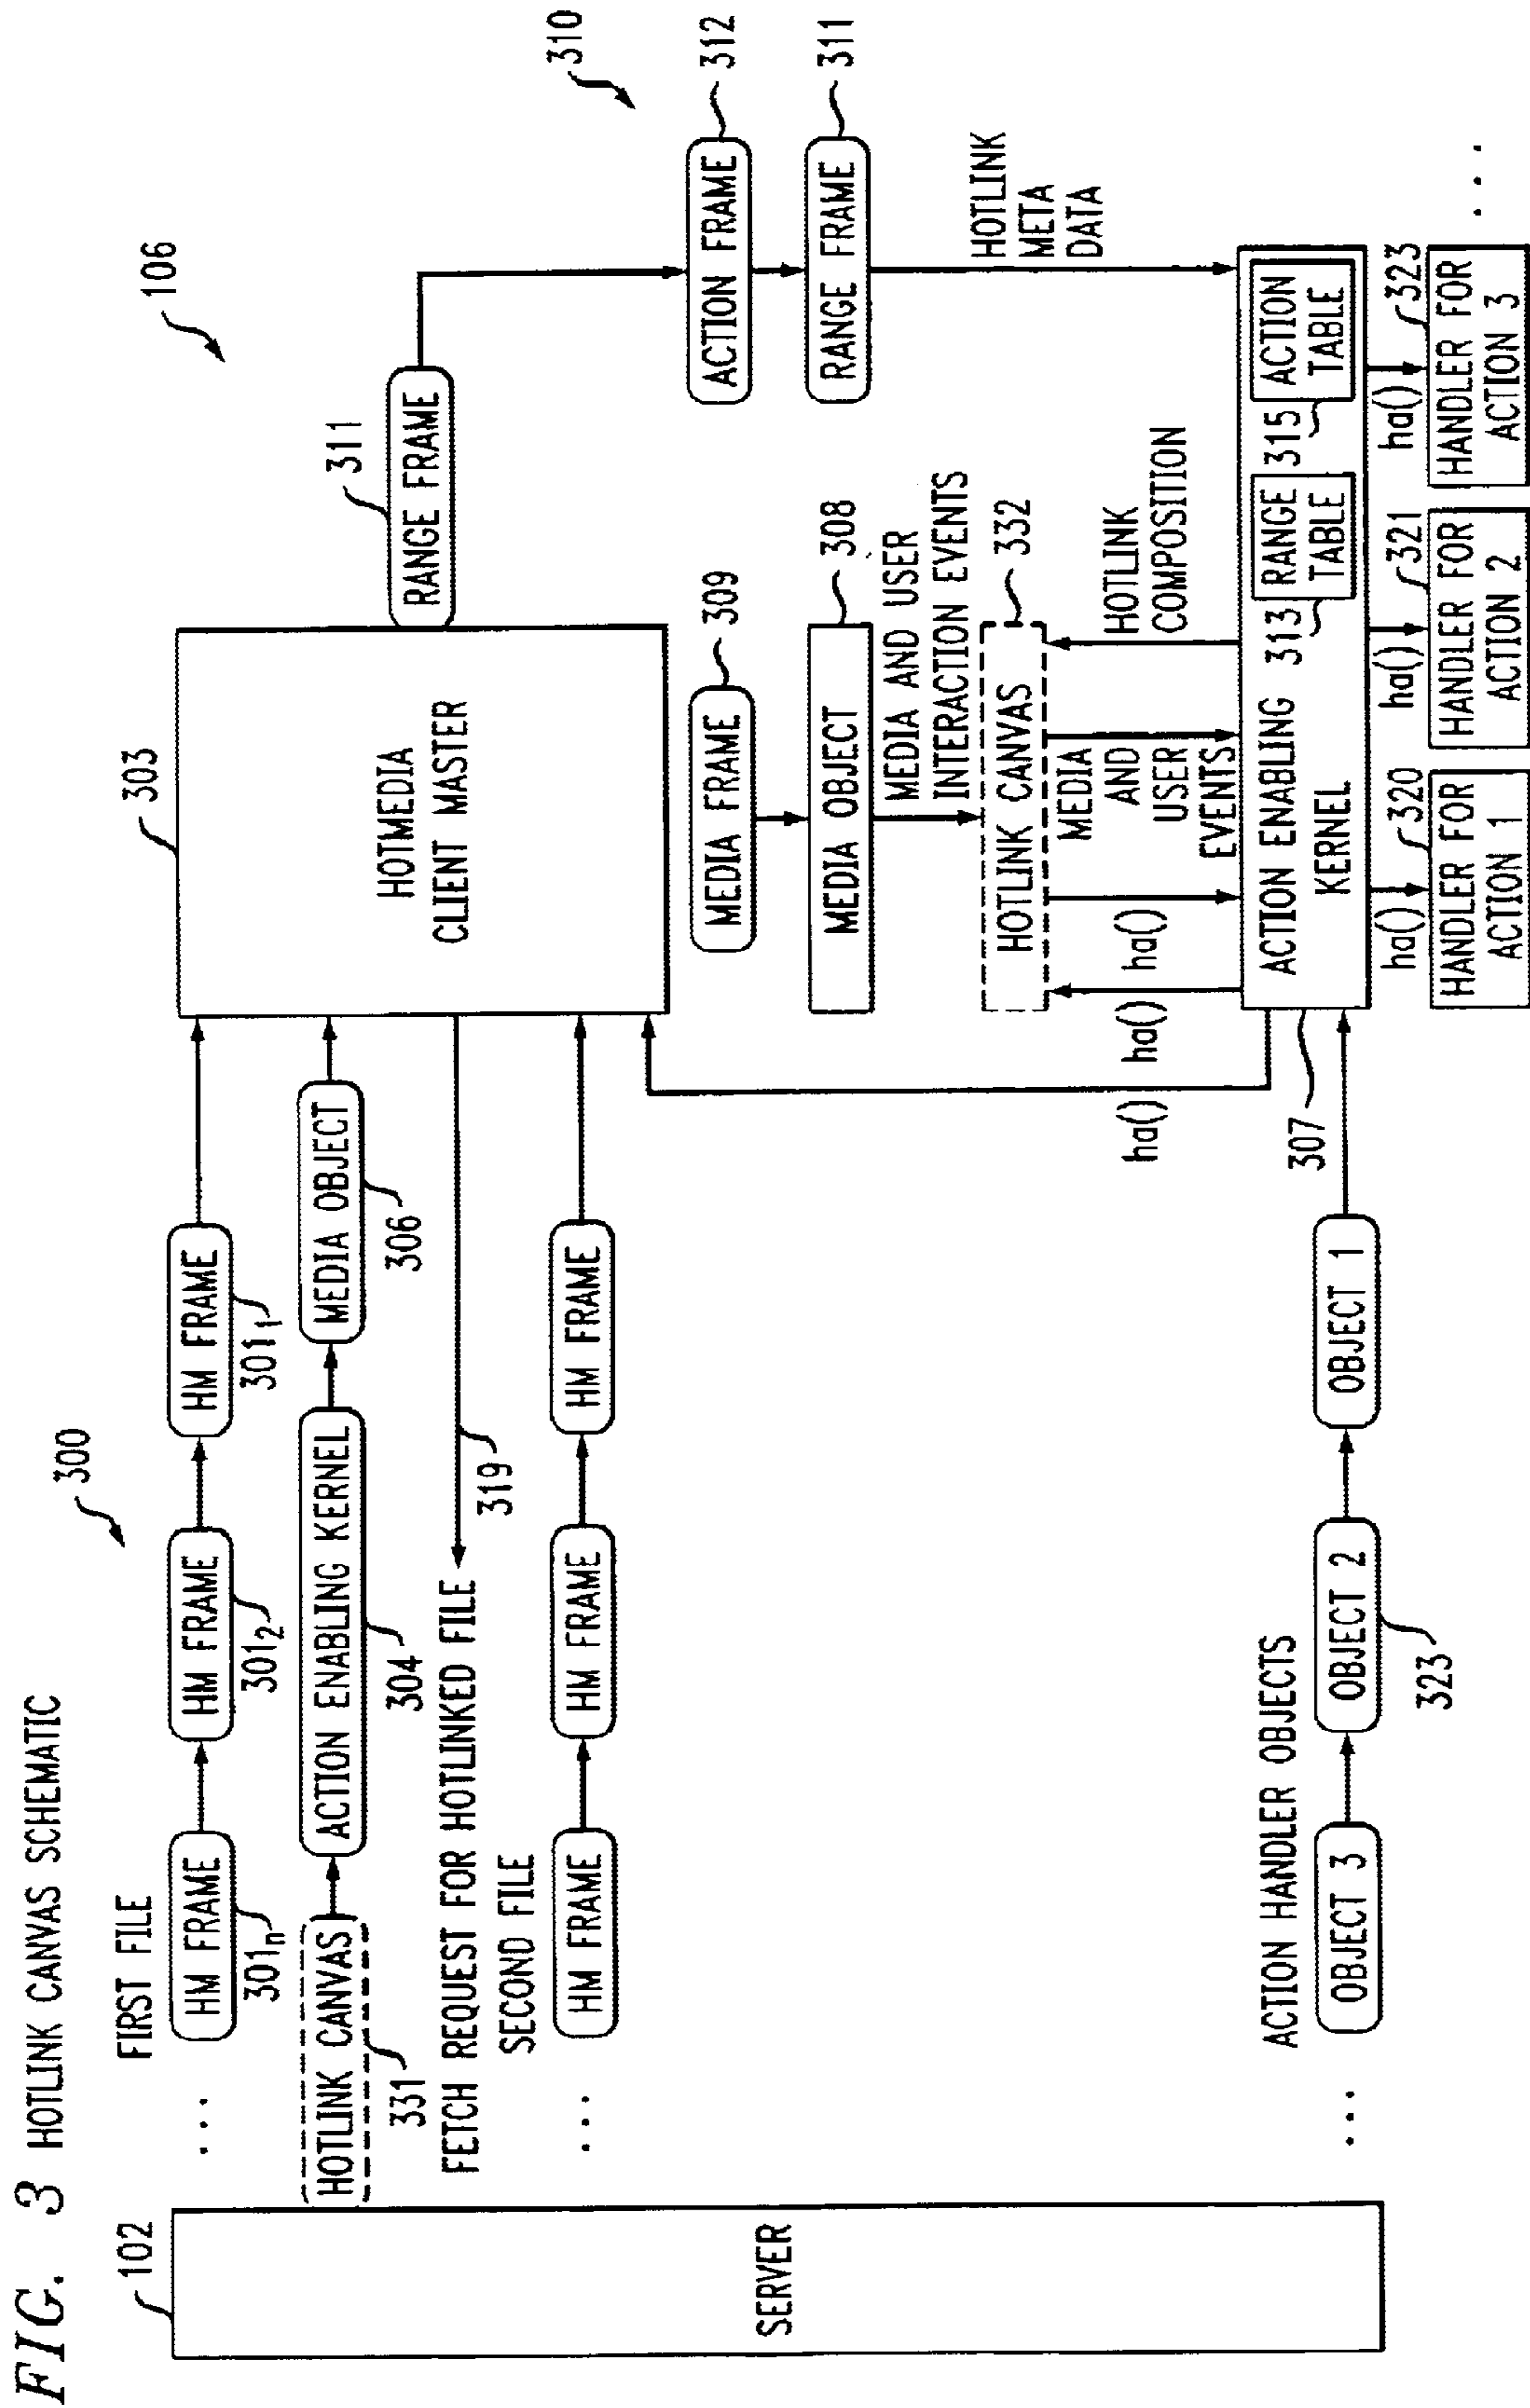 FIG. 3 HOTLINK CANVAS SCHEMATIC
102
SERVER
300
106
310
FIRST FILE
. . .
HM FRAME
301n
HM FRAME
3012
HM FRAME
3011
HOTLINK CANVAS
331
ACTION ENABLING KERNEL
304
MEDIA OBJECT
306
FETCH REQUEST FOR HOTLINKED FILE
319
SECOND FILE
. . .
HM FRAME
HM FRAME
HM FRAME
303
HOTMEDIA
CLIENT MASTER
311
RANGE FRAME
ACTION FRAME
312
RANGE FRAME
311
HOTLINK
META
DATA
MEDIA FRAME
309
MEDIA OBJECT
308
MEDIA AND USER
INTERACTION EVENTS
HOTLINK CANVAS
332
ha()
ha()
ha()
MEDIA
AND
USER
EVENTS
HOTLINK
COMPOSITION
307
ACTION ENABLING
KERNEL
313
RANGE
TABLE
315
ACTION
TABLE
ha()
320
HANDLER FOR
ACTION 1
ha()
321
HANDLER FOR
ACTION 2
ha()
323
HANDLER FOR
ACTION 3
. . .
ACTION HANDLER OBJECTS
. . .
OBJECT 3
OBJECT 2
323
OBJECT 1